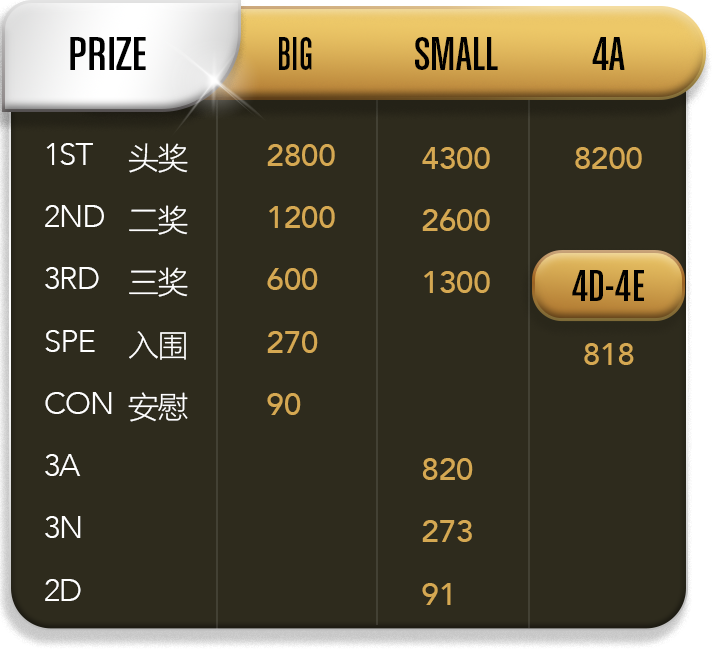 PRIZE BIG SMALL 4A
1ST 头奖 2800 4300 8200
2ND 二奖 1200 2600
3RD 三奖 600 1300 4D-4E
SPE 入围 270 818
CON 安慰 90
3A 820
3N 273
2D 91